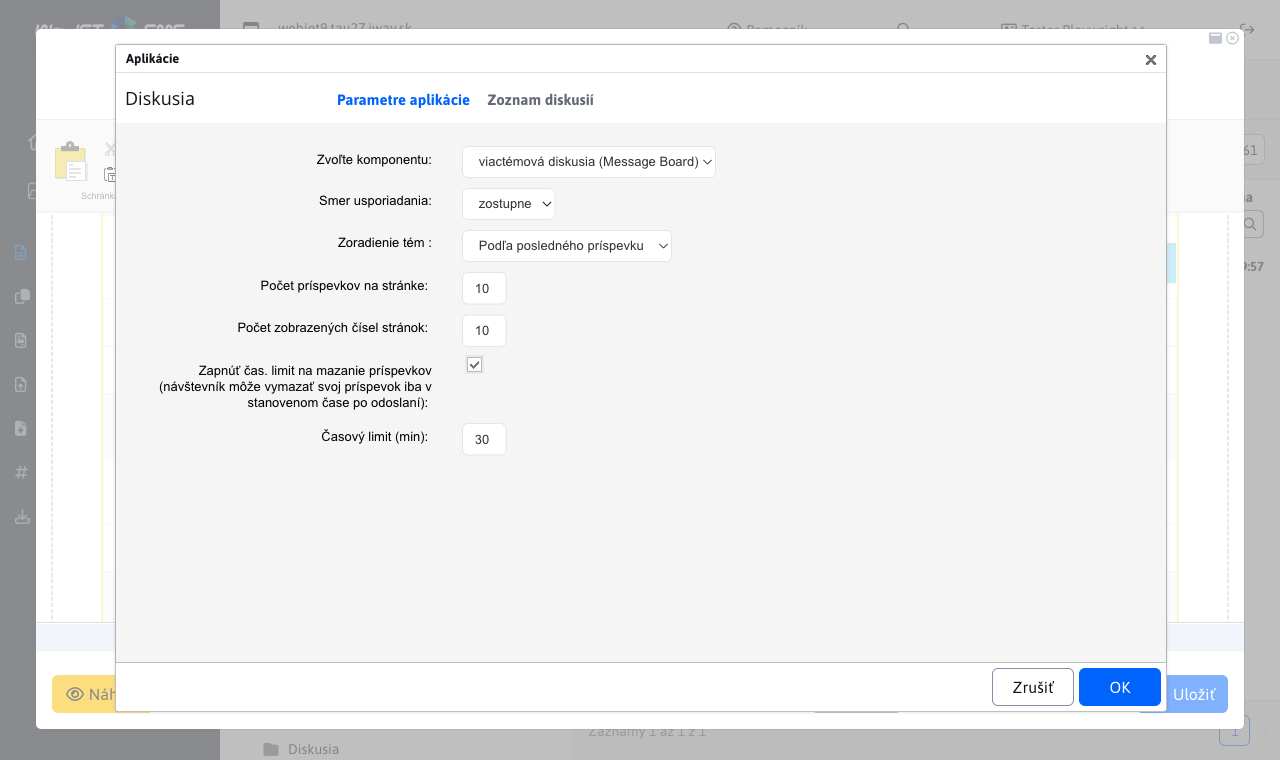 Aplikácie
Diskusia
Parametre aplikácie
Zoznam diskusií
Zvoľte komponentu:
viactémová diskusia (Message Board)
Smer usporiadania:
zostupne
Zoradenie tém :
Podľa posledného príspevku
Počet príspevkov na stránke:
10
Počet zobrazených čísel stránok:
10
Zapnúť čas. limit na mazanie príspevkov
(návštevník môže vymazať svoj príspevok iba v
stanovenom čase po odoslaní):
Časový limit (min):
30
Zrušiť
OK
Uložiť
Diskusia
Záznamy 1 až 1 z 1
1